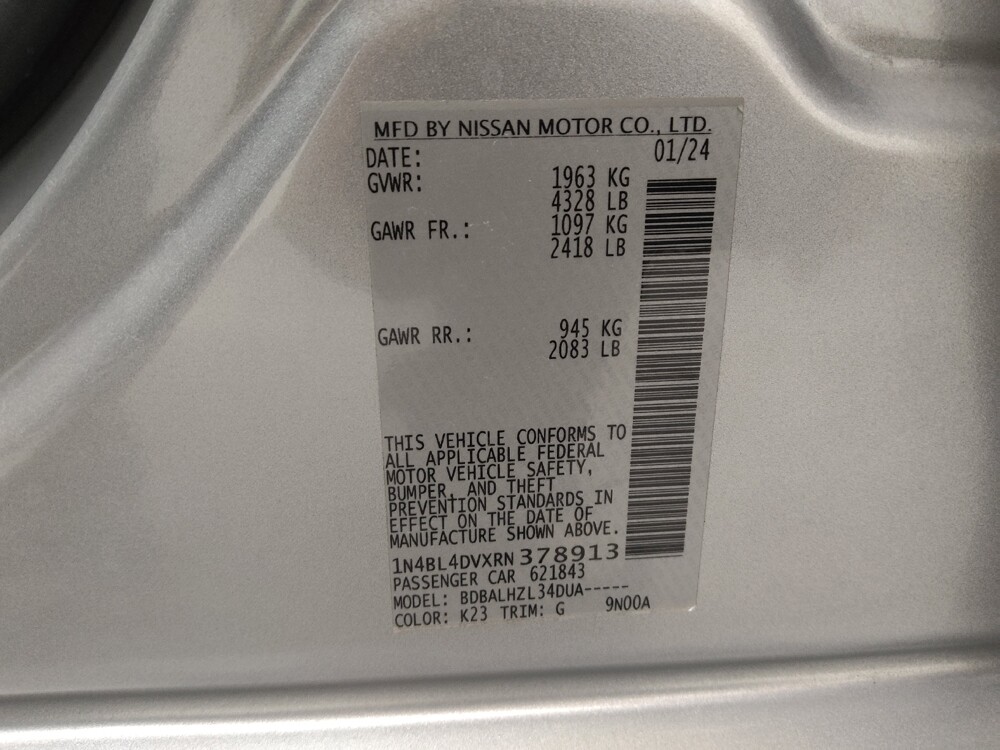 MFD BY NISSAN MOTOR CO., LTD.
DATE: 01/24
GVWR: 1963 KG
4328 LB
GAWR FR.: 1097 KG
2418 LB
GAWR RR.: 945 KG
2083 LB
THIS VEHICLE CONFORMS TO
ALL APPLICABLE FEDERAL
MOTOR VEHICLE SAFETY,
BUMPER, AND THEFT
PREVENTION STANDARDS IN
EFFECT ON THE DATE OF
MANUFACTURE SHOWN ABOVE.
1N4BL4DVXRN378913
PASSENGER CAR 621843
MODEL: BDBALHZL34DUA-----
COLOR: K23 TRIM: G 9N00A